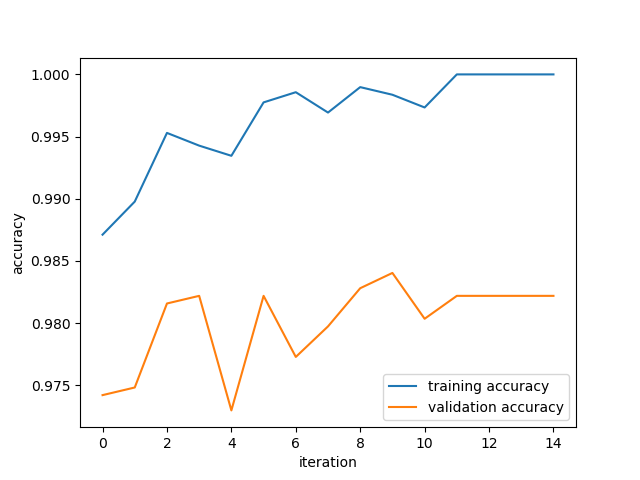 1.000
0.995
0.990
0.985
0.980
0.975
accuracy
0 2 4 6 8 10 12 14
iteration
training accuracy
validation accuracy